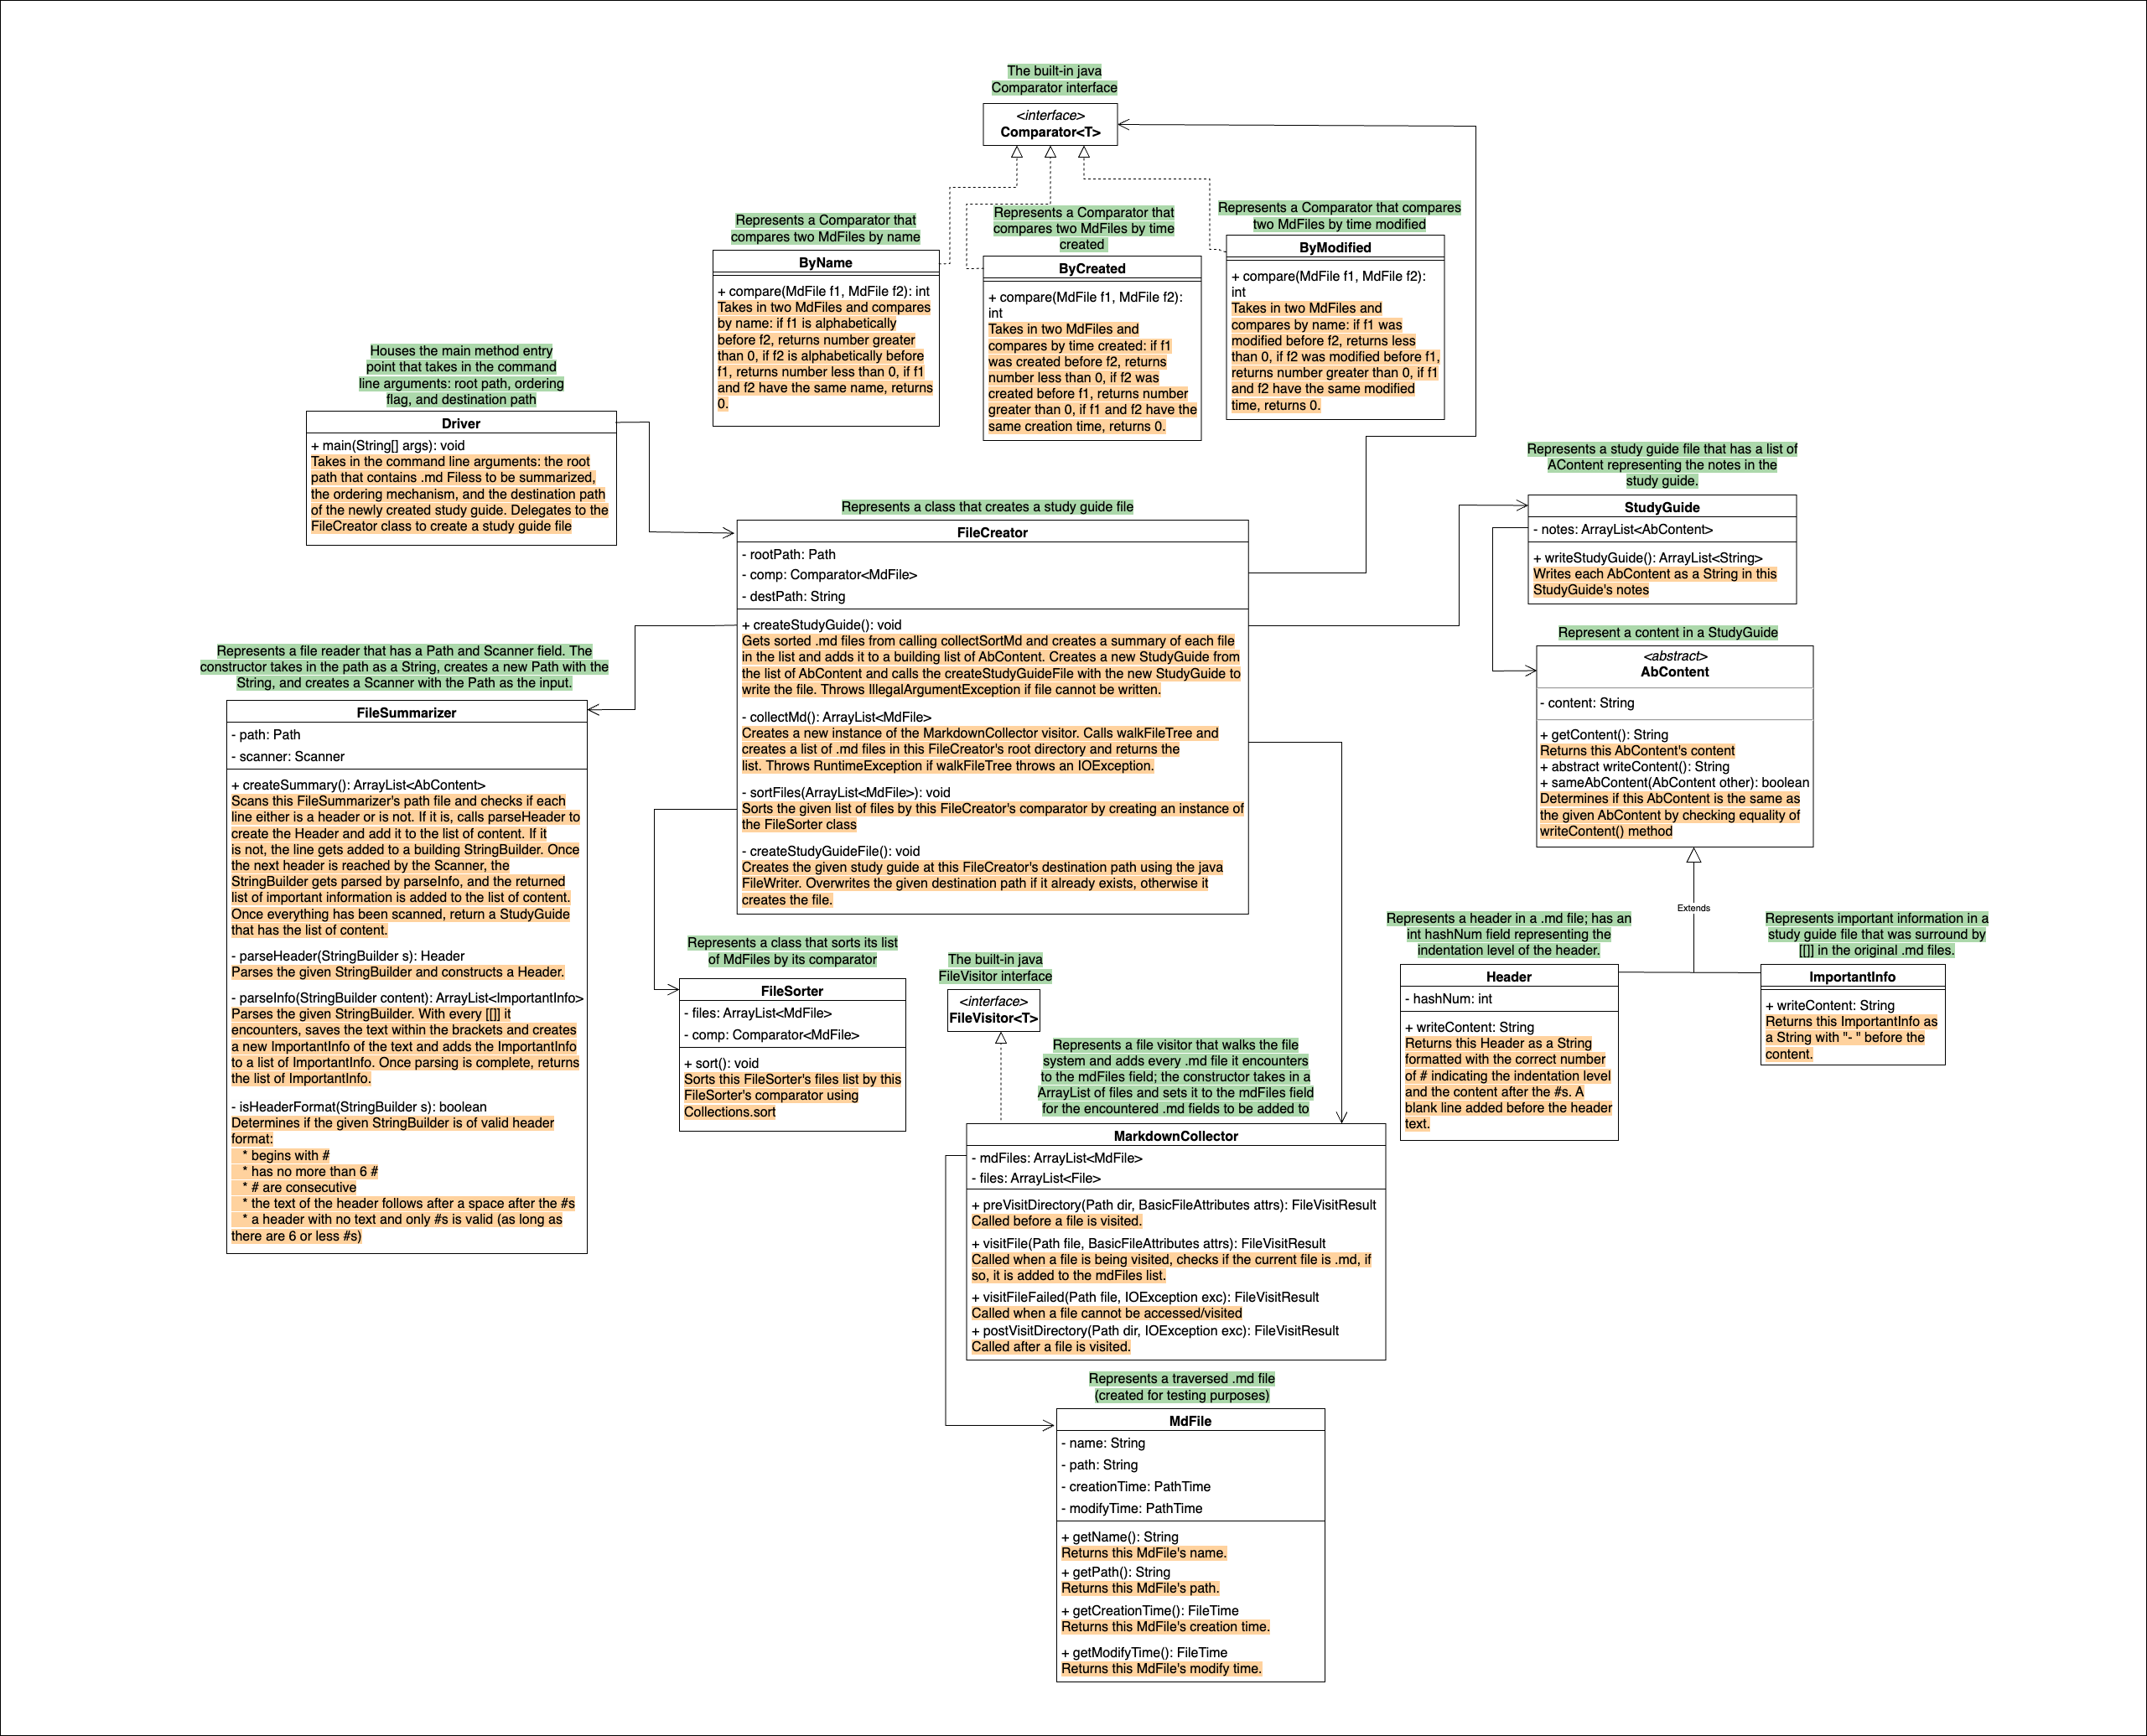 The built-in java
Comparator interface
<interface>
Comparator<T>
Represents a Comparator that
compares two MdFiles by name
ByName
+ compare(MdFile f1, MdFile f2): int
Takes in two MdFiles and compares
by name: if f1 is alphabetically
before f2, returns number greater
than 0, if f2 is alphabetically before
f1, returns number less than 0, if f1
and f2 have the same name, returns
0.
Represents a Comparator that
compares two MdFiles by time
created
ByCreated
+ compare(MdFile f1, MdFile f2):
int
Takes in two MdFiles and
compares by time created: if f1
was created before f2, returns
number less than 0, if f2 was
created before f1, returns number
greater than 0, if f1 and f2 have the
same creation time, returns 0.
Represents a Comparator that compares
two MdFiles by time modified
ByModified
+ compare(MdFile f1, MdFile f2):
int
Takes in two MdFiles and
compares by name: if f1 was
modified before f2, returns less
than 0, if f2 was modified before f1,
returns number greater than 0, if f1
and f2 have the same modified
time, returns 0.
Houses the main method entry
point that takes in the command
line arguments: root path, ordering
flag, and destination path
Driver
+ main(String[] args): void
Takes in the command line arguments: the root
path that contains .md Filess to be summarized,
the ordering mechanism, and the destination path
of the newly created study guide. Delegates to the
FileCreator class to create a study guide file
Represents a class that creates a study guide file
FileCreator
- rootPath: Path
- comp: Comparator<MdFile>
- destPath: String
+ createStudyGuide(): void
Gets sorted .md files from calling collectSortMd and creates a summary of each file
in the list and adds it to a building list of AbContent. Creates a new StudyGuide from
the list of AbContent and calls the createStudyGuideFile with the new StudyGuide to
write the file. Throws IllegalArgumentException if file cannot be written.
- collectMd(): ArrayList<MdFile>
Creates a new instance of the MarkdownCollector visitor. Calls walkFileTree and
creates a list of .md files in this FileCreator's root directory and returns the
list. Throws RuntimeException if walkFileTree throws an IOException.
- sortFiles(ArrayList<MdFile>): void
Sorts the given list of files by this FileCreator's comparator by creating an instance of
the FileSorter class
- createStudyGuideFile(): void
Creates the given study guide at this FileCreator's destination path using the java
FileWriter. Overwrites the given destination path if it already exists, otherwise it
creates the file.
Represents a study guide file that has a list of
AContent representing the notes in the
study guide.
StudyGuide
- notes: ArrayList<AbContent>
+ writeStudyGuide(): ArrayList<String>
Writes each AbContent as a String in this
StudyGuide's notes
Represent a content in a StudyGuide
<abstract>
AbContent
- content: String
+ getContent(): String
Returns this AbContent's content
+ abstract writeContent(): String
+ sameAbContent(AbContent other): boolean
Determines if this AbContent is the same as
the given AbContent by checking equality of
writeContent() method
Extends
Represents a header in a .md file; has an
int hashNum field representing the
indentation level of the header.
Header
- hashNum: int
+ writeContent: String
Returns this Header as a String
formatted with the correct number
of # indicating the indentation level
and the content after the #s. A
blank line added before the header
text.
Represents important information in a
study guide file that was surround by
[[]] in the original .md files.
ImportantInfo
+ writeContent: String
Returns this ImportantInfo as
a String with "- " before the
content.
Represents a file reader that has a Path and Scanner field. The
constructor takes in the path as a String, creates a new Path with the
String, and creates a Scanner with the Path as the input.
FileSummarizer
- path: Path
- scanner: Scanner
+ createSummary(): ArrayList<AbContent>
Scans this FileSummarizer's path file and checks if each
line either is a header or is not. If it is, calls parseHeader to
create the Header and add it to the list of content. If it
is not, the line gets added to a building StringBuilder. Once
the next header is reached by the Scanner, the
StringBuilder gets parsed by parseInfo, and the returned
list of important information is added to the list of content.
Once everything has been scanned, return a StudyGuide
that has the list of content.
- parseHeader(StringBuilder s): Header
Parses the given StringBuilder and constructs a Header.
- parseInfo(StringBuilder content): ArrayList<ImportantInfo>
Parses the given StringBuilder. With every [[]] it
encounters, saves the text within the brackets and creates
a new ImportantInfo of the text and adds the ImportantInfo
to a list of ImportantInfo. Once parsing is complete, returns
the list of ImportantInfo.
- isHeaderFormat(StringBuilder s): boolean
Determines if the given StringBuilder is of valid header
format:
* begins with #
* has no more than 6 #
* # are consecutive
* the text of the header follows after a space after the #s
* a header with no text and only #s is valid (as long as
there are 6 or less #s)
Represents a class that sorts its list
of MdFiles by its comparator
FileSorter
- files: ArrayList<MdFile>
- comp: Comparator<MdFile>
+ sort(): void
Sorts this FileSorter's files list by this
FileSorter's comparator using
Collections.sort
The built-in java
FileVisitor interface
<interface>
FileVisitor<T>
Represents a file visitor that walks the file
system and adds every .md file it encounters
to the mdFiles field; the constructor takes in a
ArrayList of files and sets it to the mdFiles field
for the encountered .md fields to be added to
MarkdownCollector
- mdFiles: ArrayList<MdFile>
- files: ArrayList<File>
+ preVisitDirectory(Path dir, BasicFileAttributes attrs): FileVisitResult
Called before a file is visited.
+ visitFile(Path file, BasicFileAttributes attrs): FileVisitResult
Called when a file is being visited, checks if the current file is .md, if
so, it is added to the mdFiles list.
+ visitFileFailed(Path file, IOException exc): FileVisitResult
Called when a file cannot be accessed/visited
+ postVisitDirectory(Path dir, IOException exc): FileVisitResult
Called after a file is visited.
Represents a traversed .md file
(created for testing purposes)
MdFile
- name: String
- path: String
- creationTime: PathTime
- modifyTime: PathTime
+ getName(): String
Returns this MdFile's name.
+ getPath(): String
Returns this MdFile's path.
+ getCreationTime(): FileTime
Returns this MdFile's creation time.
+ getModifyTime(): FileTime
Returns this MdFile's modify time.